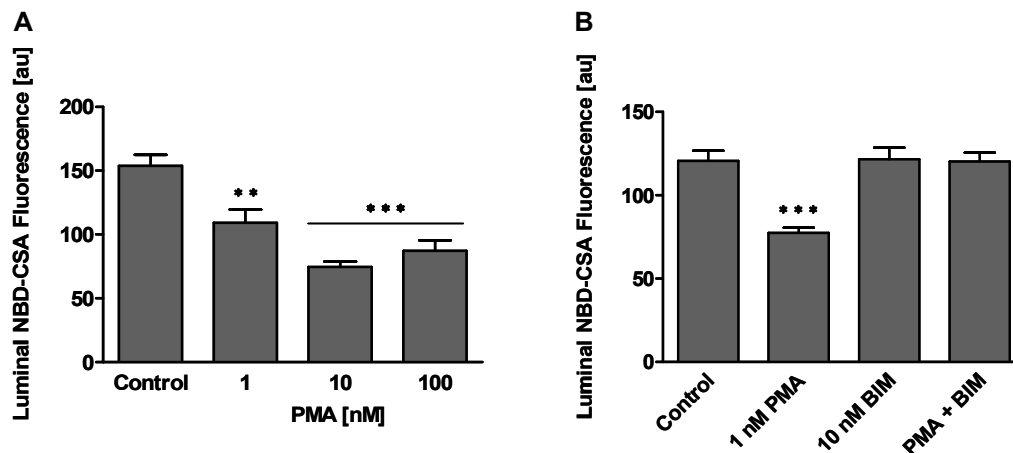 A
Luminal NBD-CSA Fluorescence [au]
200
150
100
50
0
**
***
Control 1 10 100
PMA [nM]
B
Luminal NBD-CSA Fluorescence [au]
150
100
50
0
***
Control
1 nM PMA
10 nM BIM
PMA + BIM